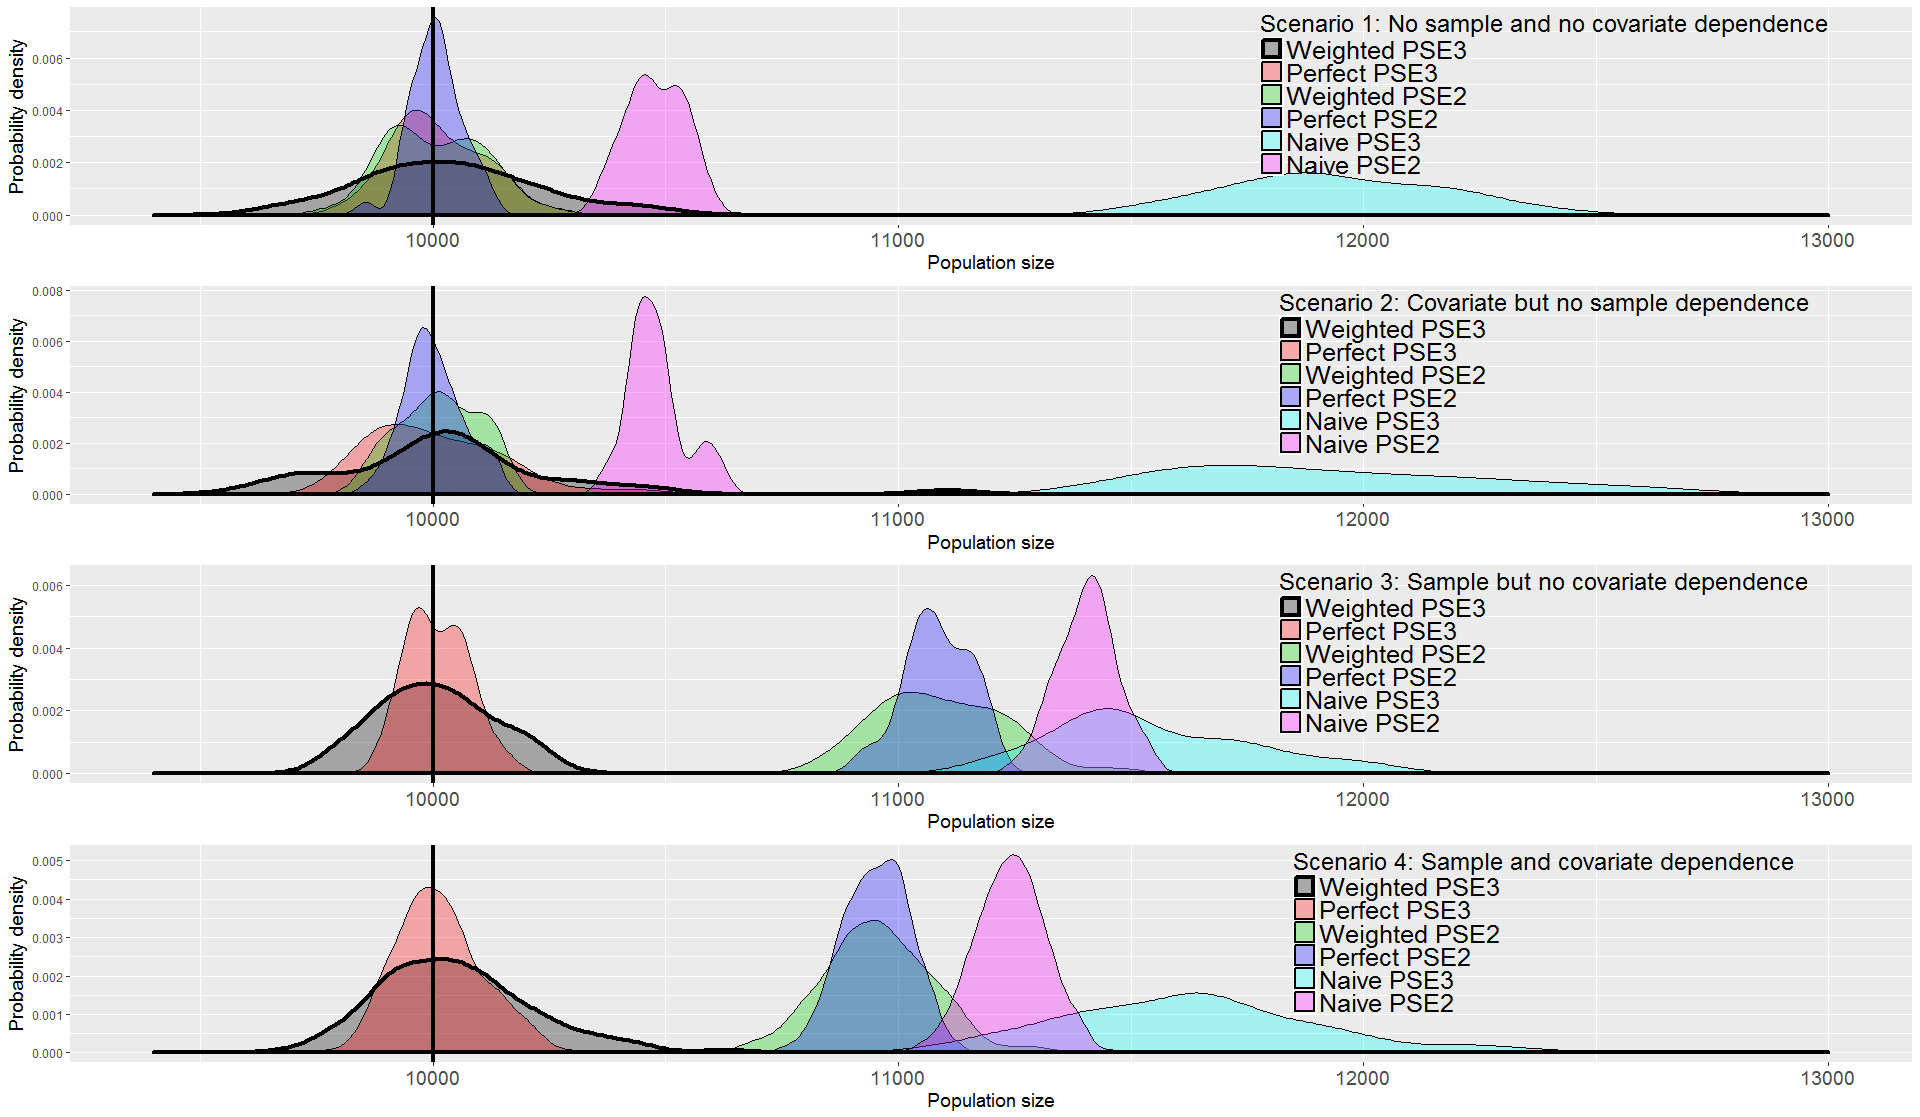 Scenario 1: No sample and no covariate dependence
Weighted PSE3
Perfect PSE3
Weighted PSE2
Perfect PSE2
Naive PSE3
Naive PSE2
Probability density
0.006
0.004
0.002
0.000
10000
11000
12000
13000
Population size
Scenario 2: Covariate but no sample dependence
Weighted PSE3
Perfect PSE3
Weighted PSE2
Perfect PSE2
Naive PSE3
Naive PSE2
Probability density
0.008
0.006
0.004
0.002
0.000
10000
11000
12000
13000
Population size
Scenario 3: Sample but no covariate dependence
Weighted PSE3
Perfect PSE3
Weighted PSE2
Perfect PSE2
Naive PSE3
Naive PSE2
Probability density
0.006
0.004
0.002
0.000
10000
11000
12000
13000
Population size
Scenario 4: Sample and covariate dependence
Weighted PSE3
Perfect PSE3
Weighted PSE2
Perfect PSE2
Naive PSE3
Naive PSE2
Probability density
0.005
0.004
0.003
0.002
0.001
0.000
10000
11000
12000
13000
Population size